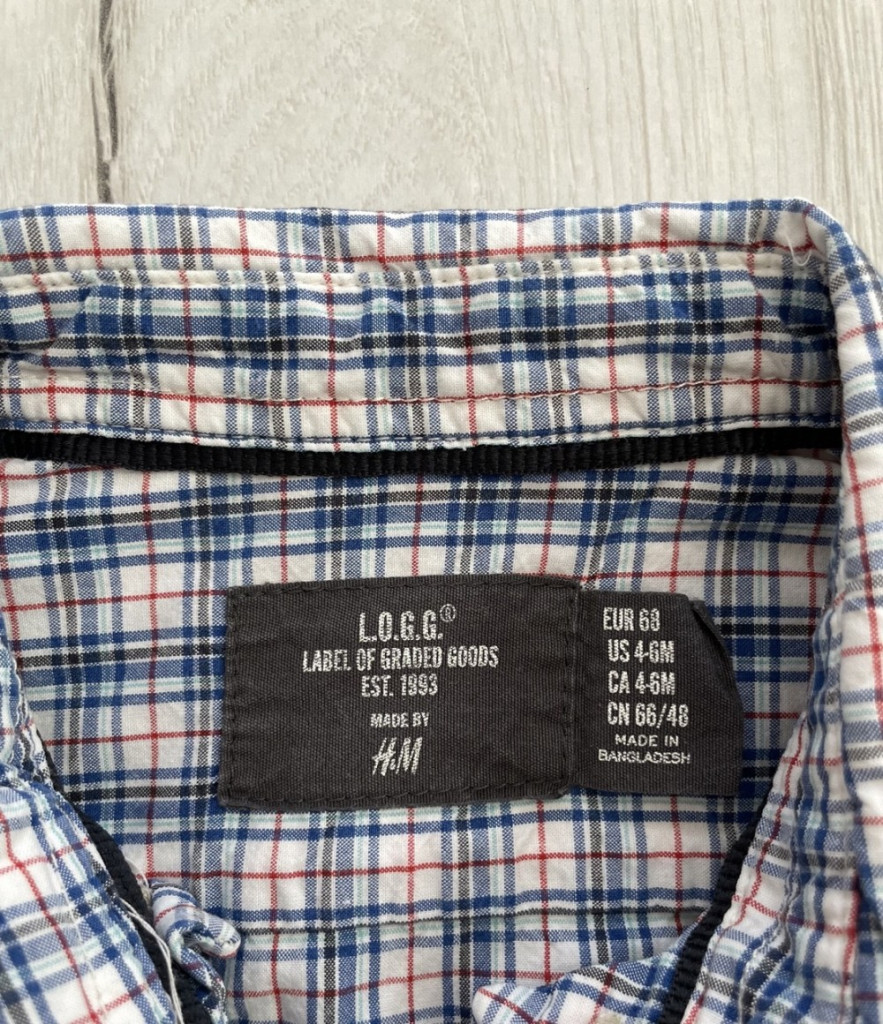 L.O.G.G.®
LABEL OF GRADED GOODS
EST. 1993
MADE BY
H&M
EUR 68
US 4-6M
CA 4-6M
CN 66/48
MADE IN
BANGLADESH